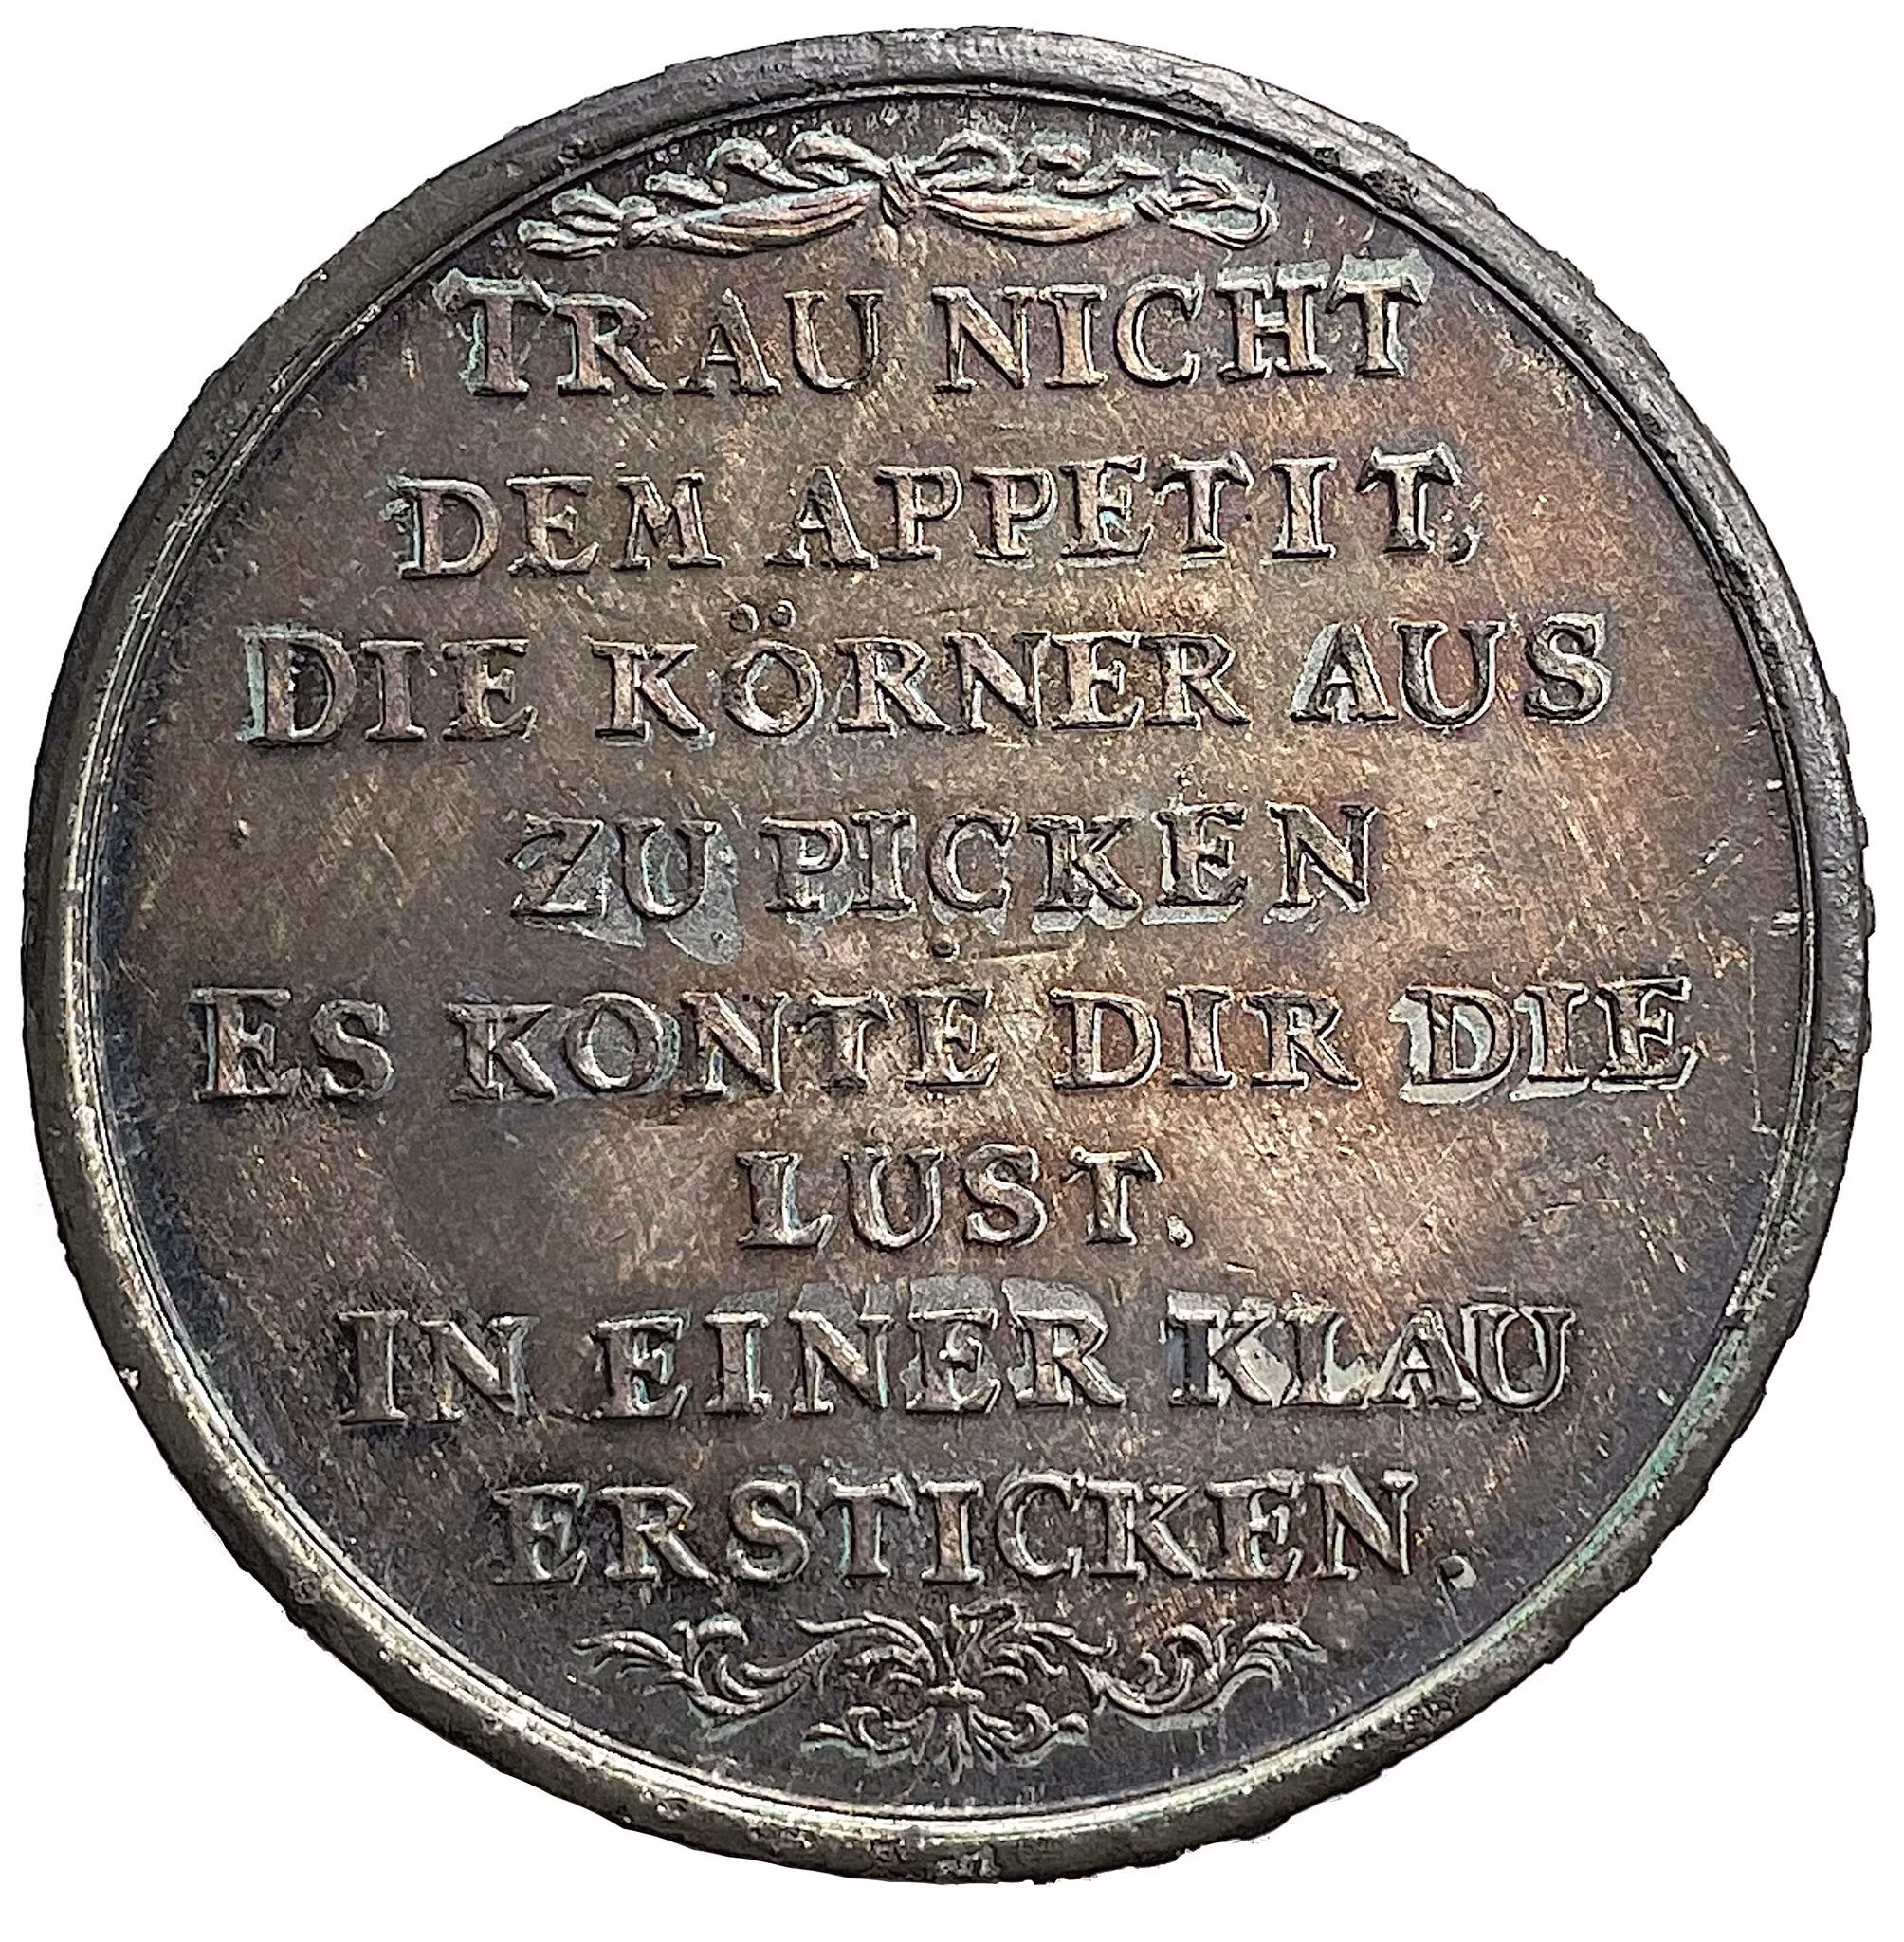 TRAU NICHT
DEM APPETIT,
DIE KÖRNER AUS
ZU PICKEN
ES KONTE DIR DIE
LUST.
IN EINER KLAU
ERSTICKEN.